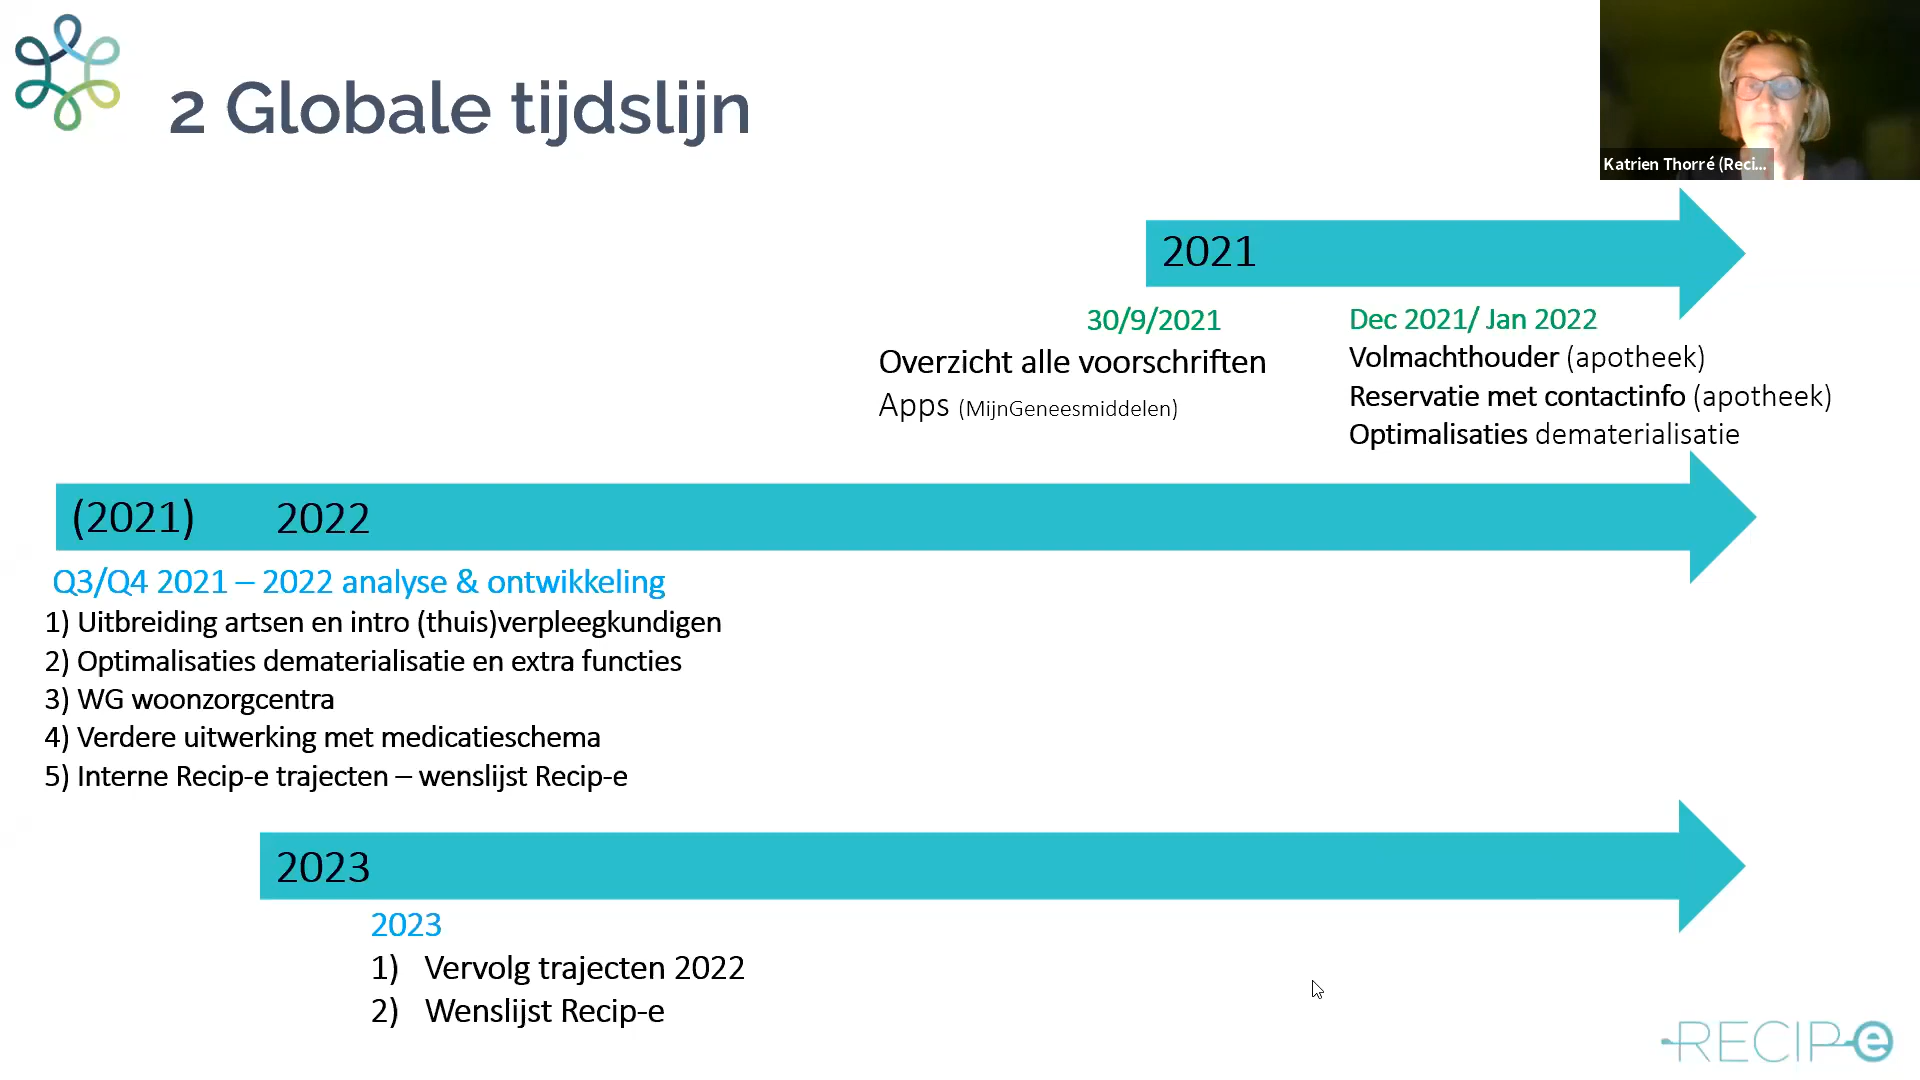 2 Globale tijdslijn
Katrien Thorré (Reci...
2021
30/9/2021
Overzicht alle voorschriften
Apps (MijnGeneesmiddelen)
Dec 2021/ Jan 2022
Volmachthouder (apotheek)
Reservatie met contactinfo (apotheek)
Optimalisaties dematerialisatie
(2021) 2022
Q3/Q4 2021 – 2022 analyse & ontwikkeling
1) Uitbreiding artsen en intro (thuis)verpleegkundigen
2) Optimalisaties dematerialisatie en extra functies
3) WG woonzorgcentra
4) Verdere uitwerking met medicatieschema
5) Interne Recip-e trajecten – wenslijst Recip-e
2023
2023
1) Vervolg trajecten 2022
2) Wenslijst Recip-e
RECIP-e